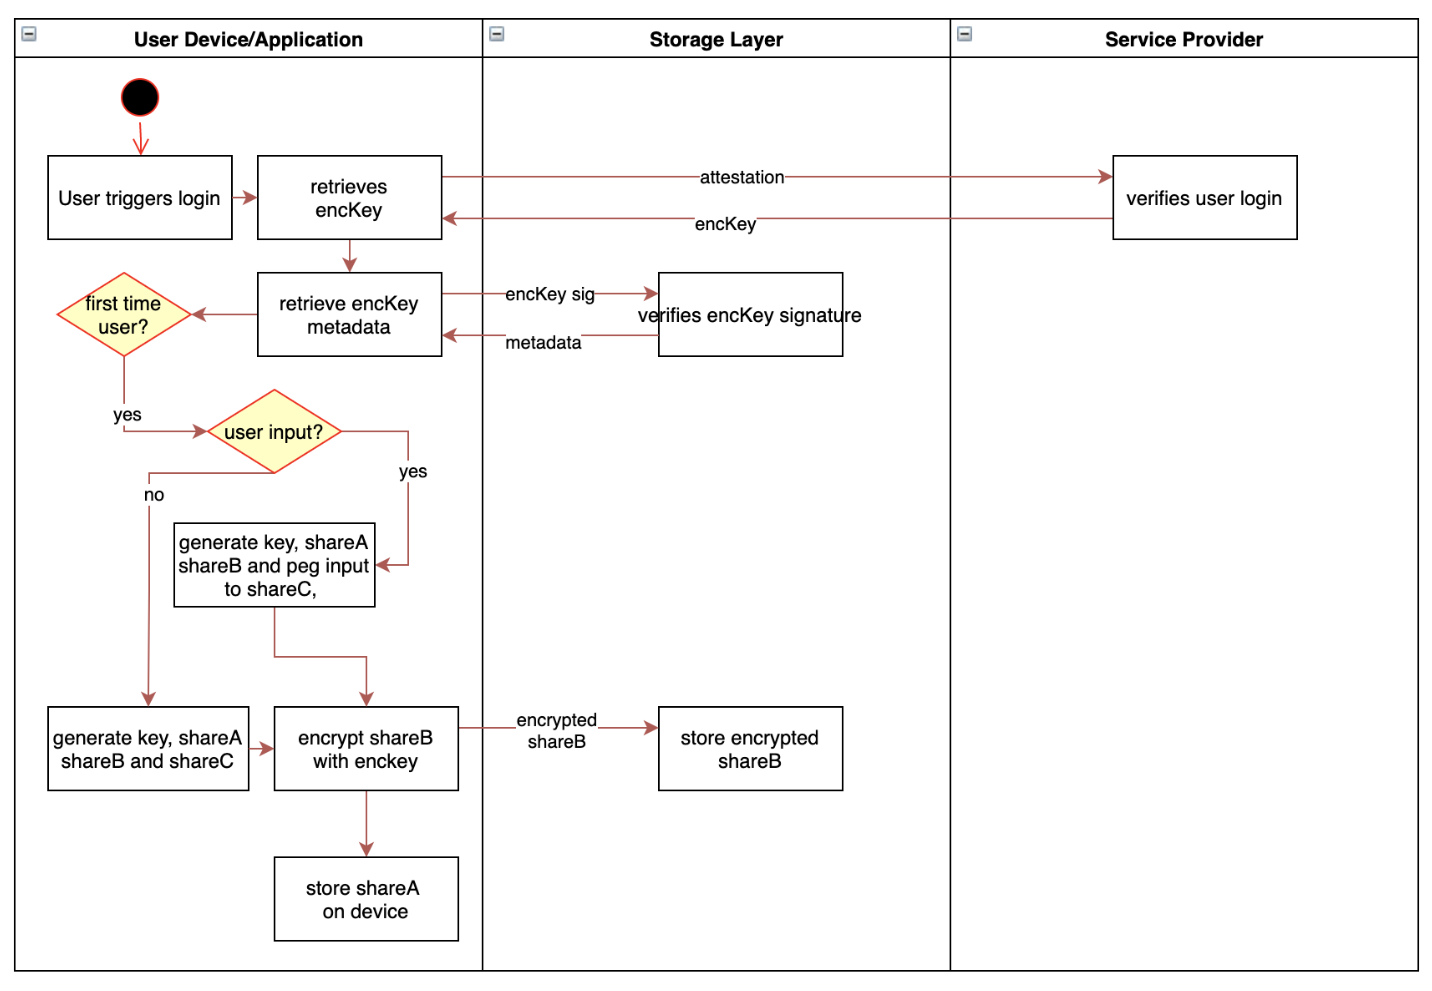 User Device/Application
Storage Layer
Service Provider
User triggers login
retrieves
encKey
attestation
verifies user login
encKey
first time
user?
retrieve encKey
metadata
encKey sig
verifies encKey signature
metadata
yes
user input?
yes
no
generate key, shareA
shareB and peg input
to shareC,
generate key, shareA
shareB and shareC
encrypt shareB
with enckey
encrypted
shareB
store encrypted
shareB
store shareA
on device